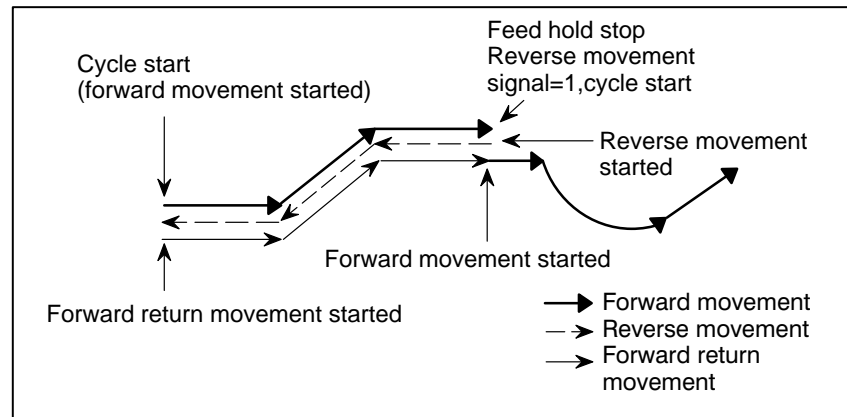 Feed hold stop
Reverse movement
signal=1,cycle start
Cycle start
(forward movement started)
Reverse movement
started
Forward movement started
Forward return movement started
Forward movement
Reverse movement
Forward return
movement